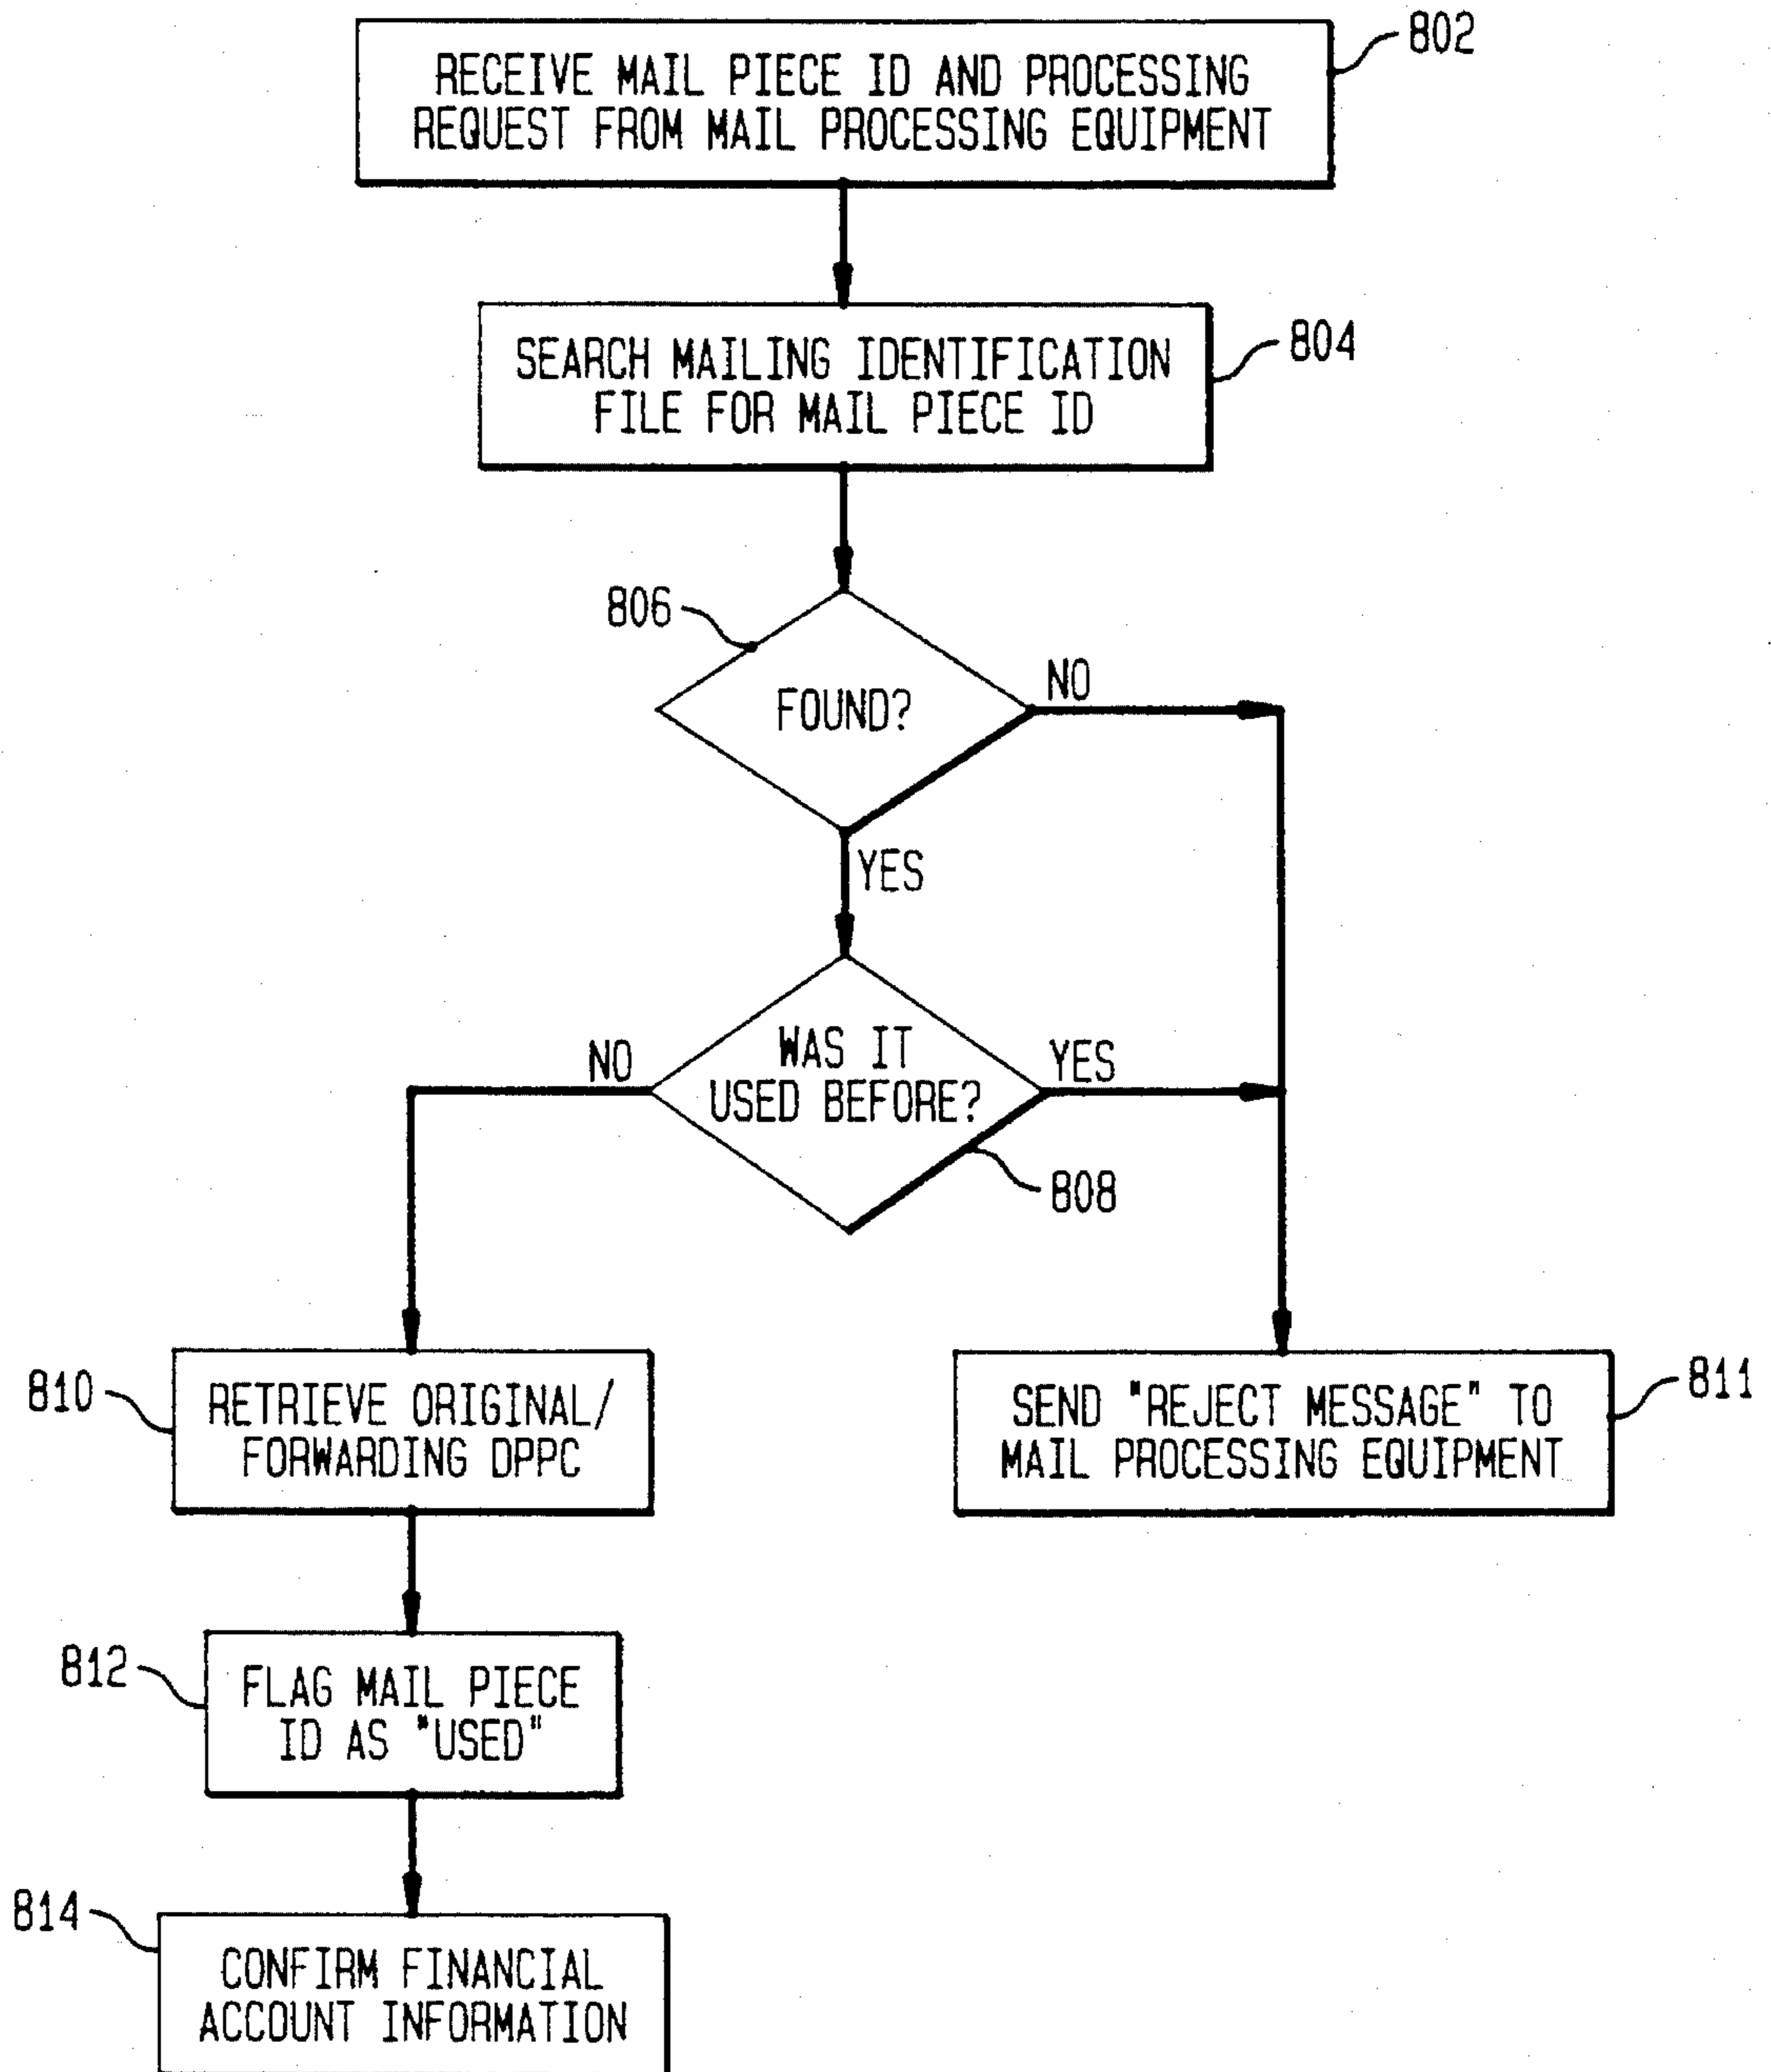 802
RECEIVE MAIL PIECE ID AND PROCESSING
REQUEST FROM MAIL PROCESSING EQUIPMENT
804
SEARCH MAILING IDENTIFICATION
FILE FOR MAIL PIECE ID
806
FOUND?
NO
YES
WAS IT
USED BEFORE?
NO
YES
808
810
RETRIEVE ORIGINAL/
FORWARDING DPPC
811
SEND "REJECT MESSAGE" TO
MAIL PROCESSING EQUIPMENT
812
FLAG MAIL PIECE
ID AS "USED"
814
CONFIRM FINANCIAL
ACCOUNT INFORMATION